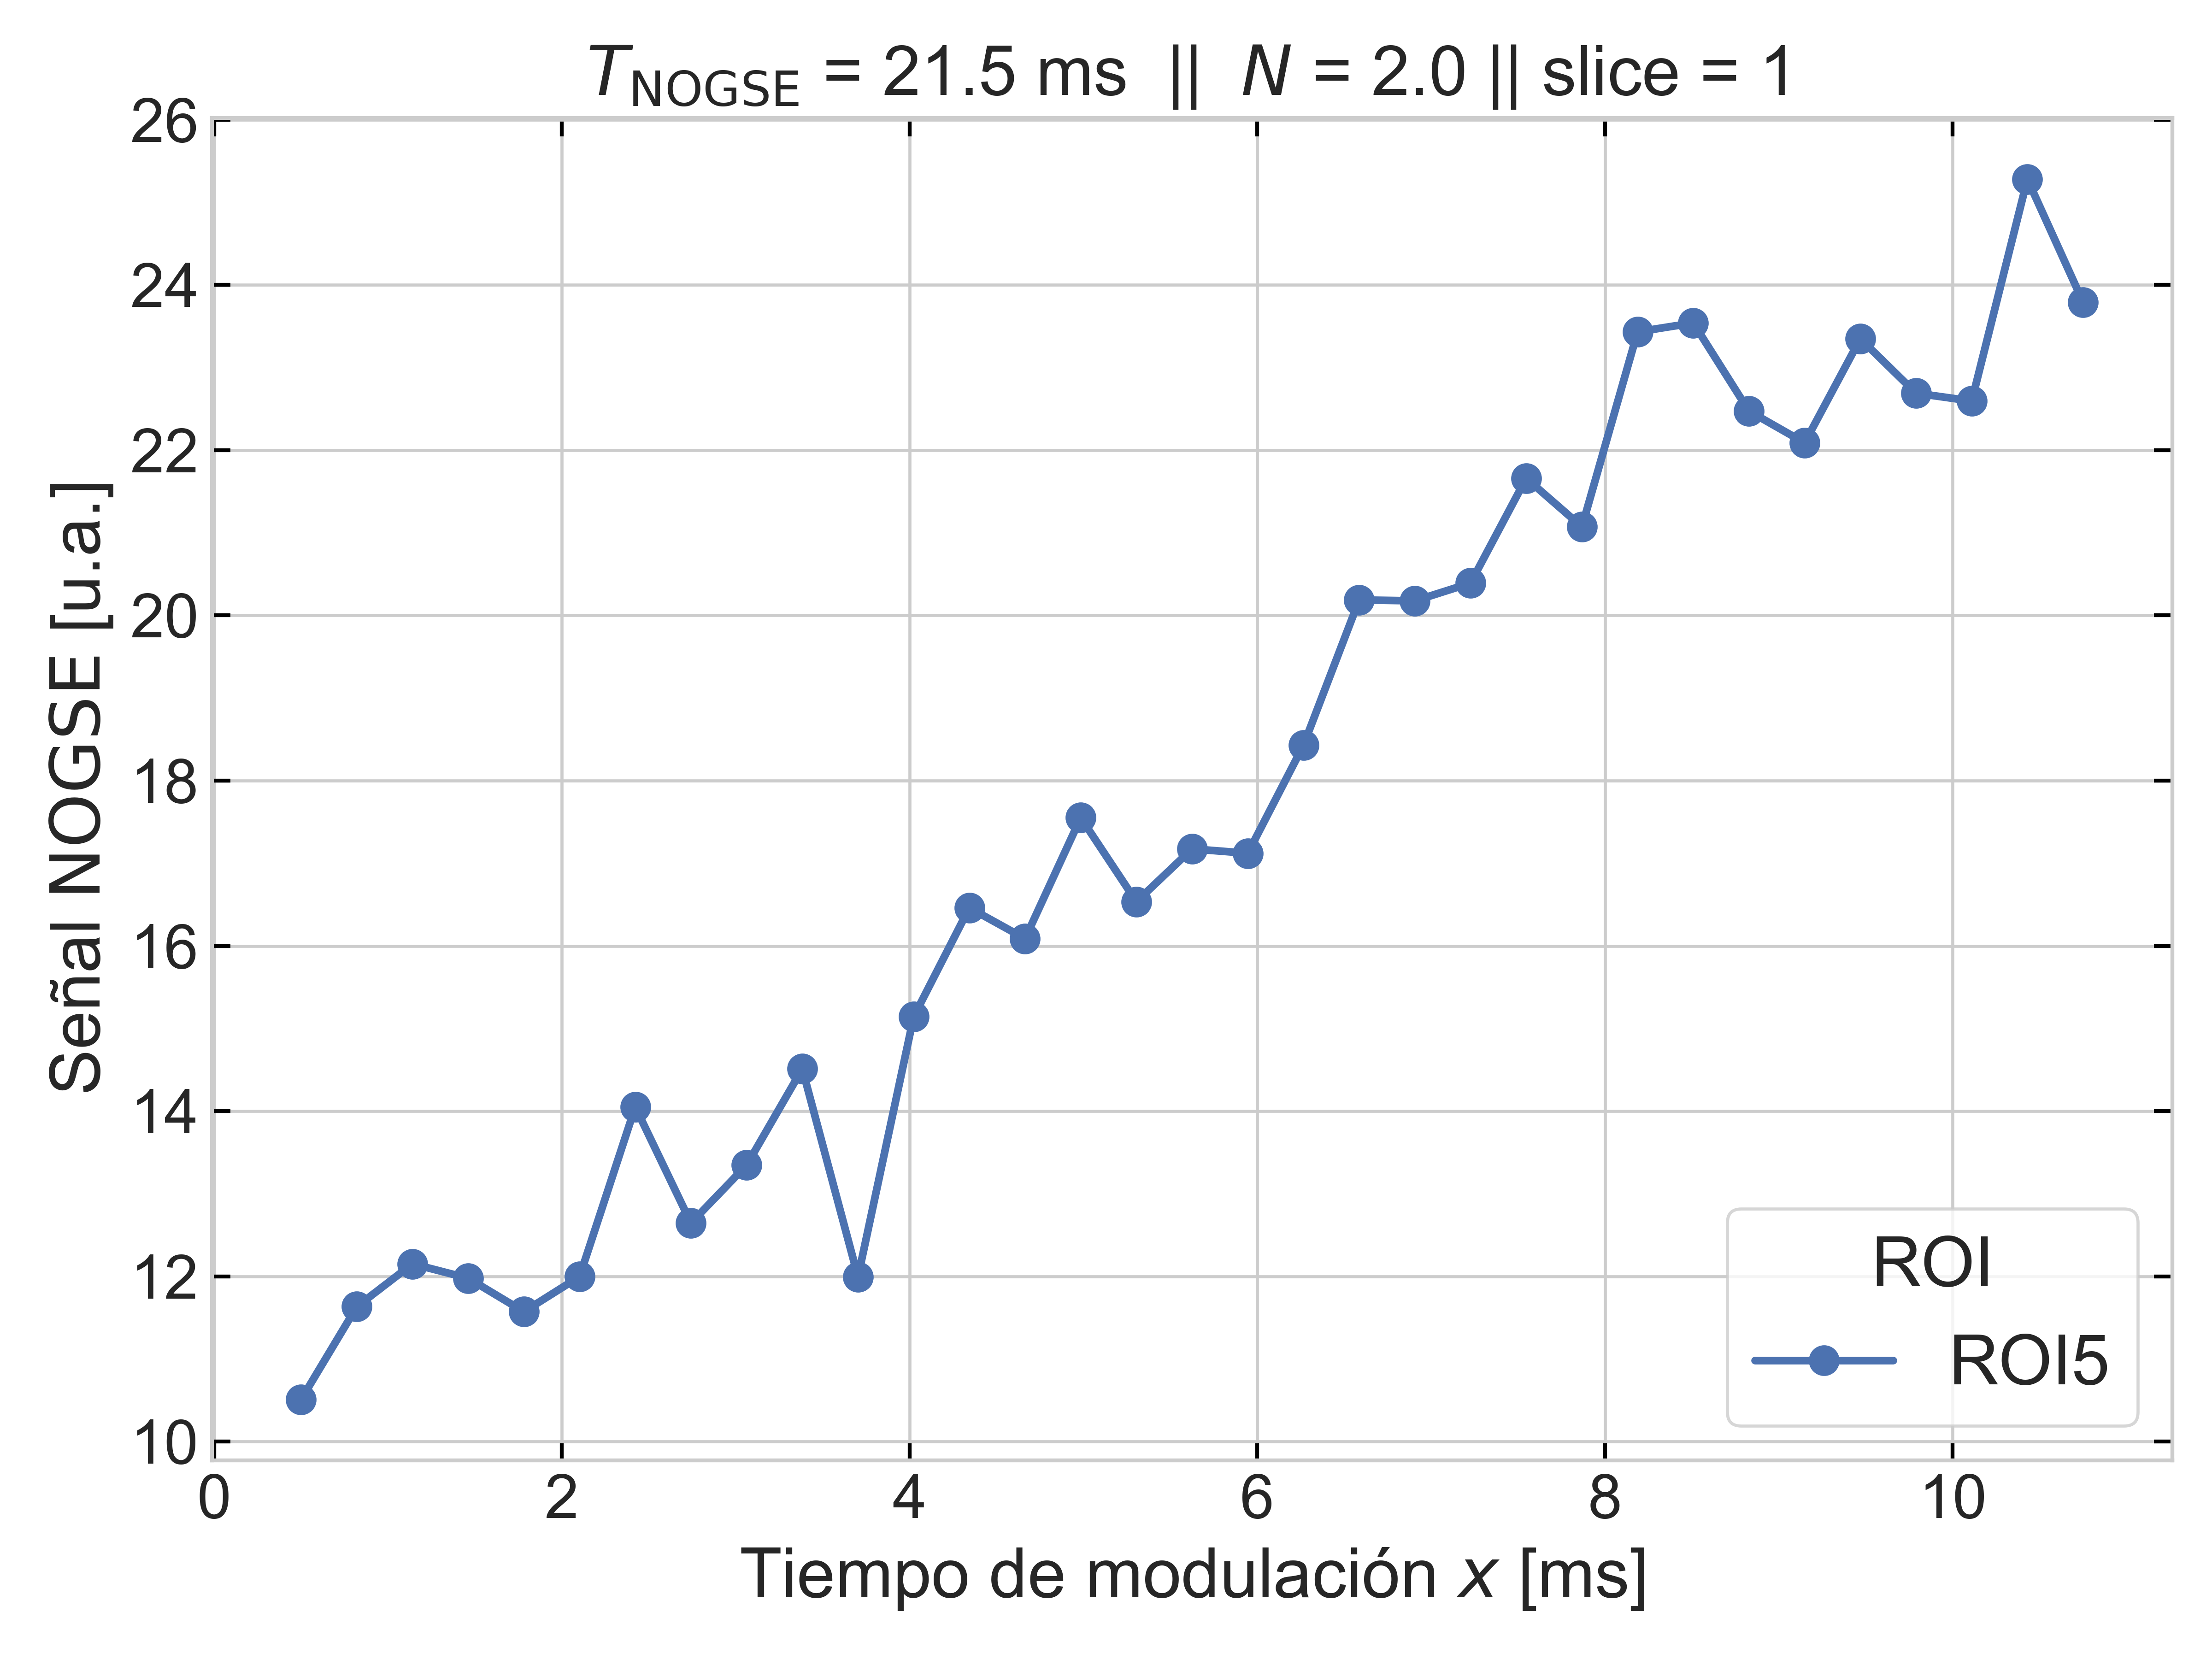 T_NOGSE = 21.5 ms || N = 2.0 || slice = 1
26
24
22
20
18
16
14
12
10
Señal NOGSE [u.a.]
ROI
ROI5
0 2 4 6 8 10
Tiempo de modulación x [ms]